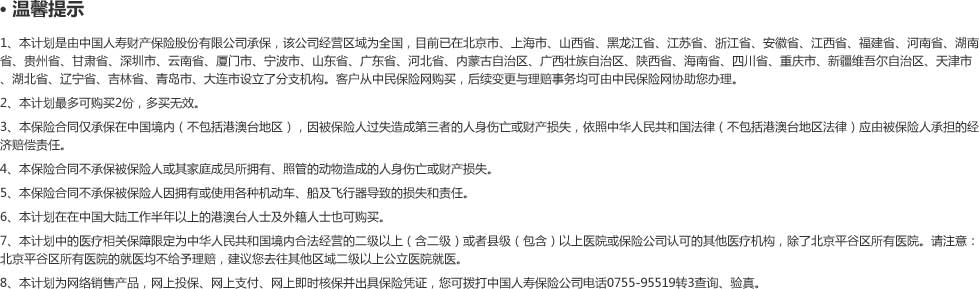 • 温馨提示
1、本计划是由中国人寿财产保险股份有限公司承保，该公司经营区域为全国，目前已在北京市、上海市、山西省、黑龙江省、江苏省、浙江省、安徽省、江西省、福建省、河南省、湖南
省、贵州省、甘肃省、深圳市、云南省、厦门市、宁波市、山东省、广东省、河北省、内蒙古自治区、广西壮族自治区、陕西省、海南省、四川省、重庆市、新疆维吾尔自治区、天津市
、湖北省、辽宁省、吉林省、青岛市、大连市设立了分支机构。客户从中民保险网购买，后续变更与理赔事务均可由中民保险网协助您办理。
2、本计划最多可购买2份，多买无效。
3、本保险合同仅承保在中国境内（不包括港澳台地区），因被保险人过失造成第三者的人身伤亡或财产损失，依照中华人民共和国法律（不包括港澳台地区法律）应由被保险人承担的经
济赔偿责任。
4、本保险合同不承保被保险人或其家庭成员所拥有、照管的动物造成的人身伤亡或财产损失。
5、本保险合同不承保被保险人因拥有或使用各种机动车、船及飞行器导致的损失和责任。
6、本计划在在中国大陆工作半年以上的港澳台人士及外籍人士也可购买。
7、本计划中的医疗相关保障限定为中华人民共和国境内合法经营的二级以上（含二级）或者县级（包含）以上医院或保险公司认可的其他医疗机构，除了北京平谷区所有医院。请注意：
北京平谷区所有医院的就医均不给予理赔，建议您去往其他区域二级以上公立医院就医。
8、本计划为网络销售产品，网上投保、网上支付、网上即时核保并出具保险凭证，您可拨打中国人寿保险公司电话0755-95519转3查询、验真。